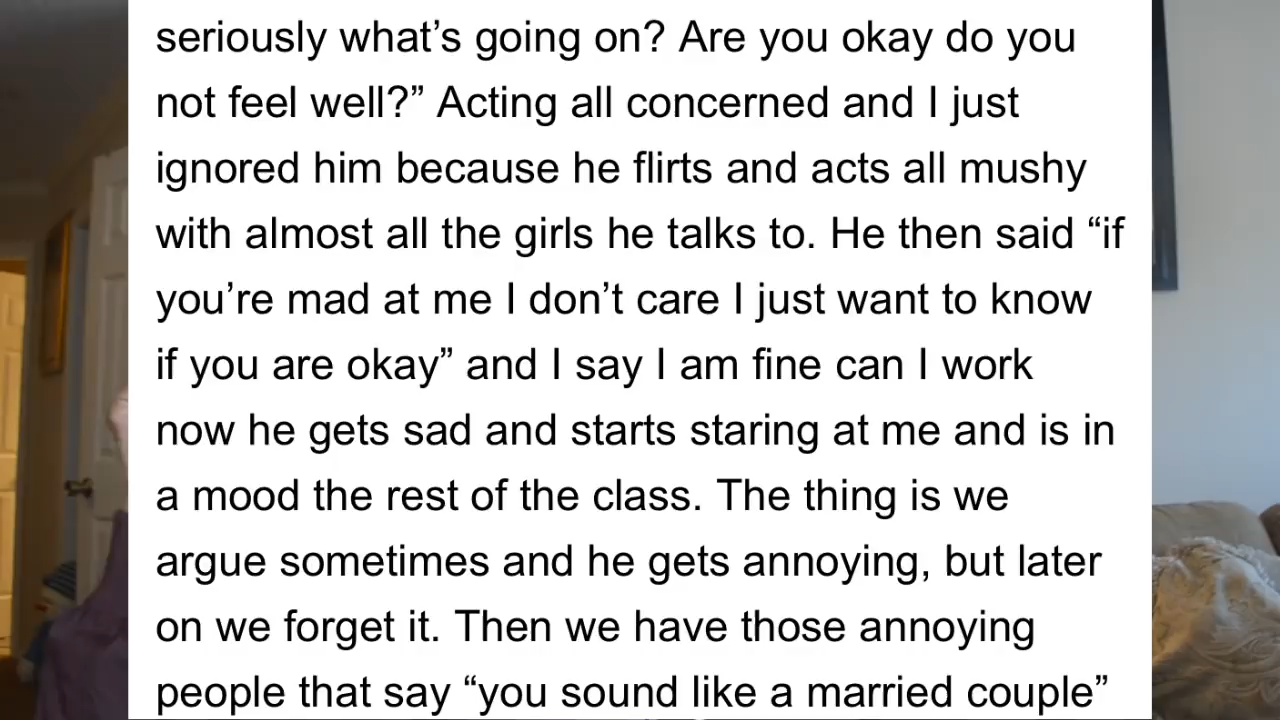 seriously what’s going on? Are you okay do you
not feel well?” Acting all concerned and I just
ignored him because he flirts and acts all mushy
with almost all the girls he talks to. He then said “if
you’re mad at me I don’t care I just want to know
if you are okay” and I say I am fine can I work
now he gets sad and starts staring at me and is in
a mood the rest of the class. The thing is we
argue sometimes and he gets annoying, but later
on we forget it. Then we have those annoying
people that say “you sound like a married couple”